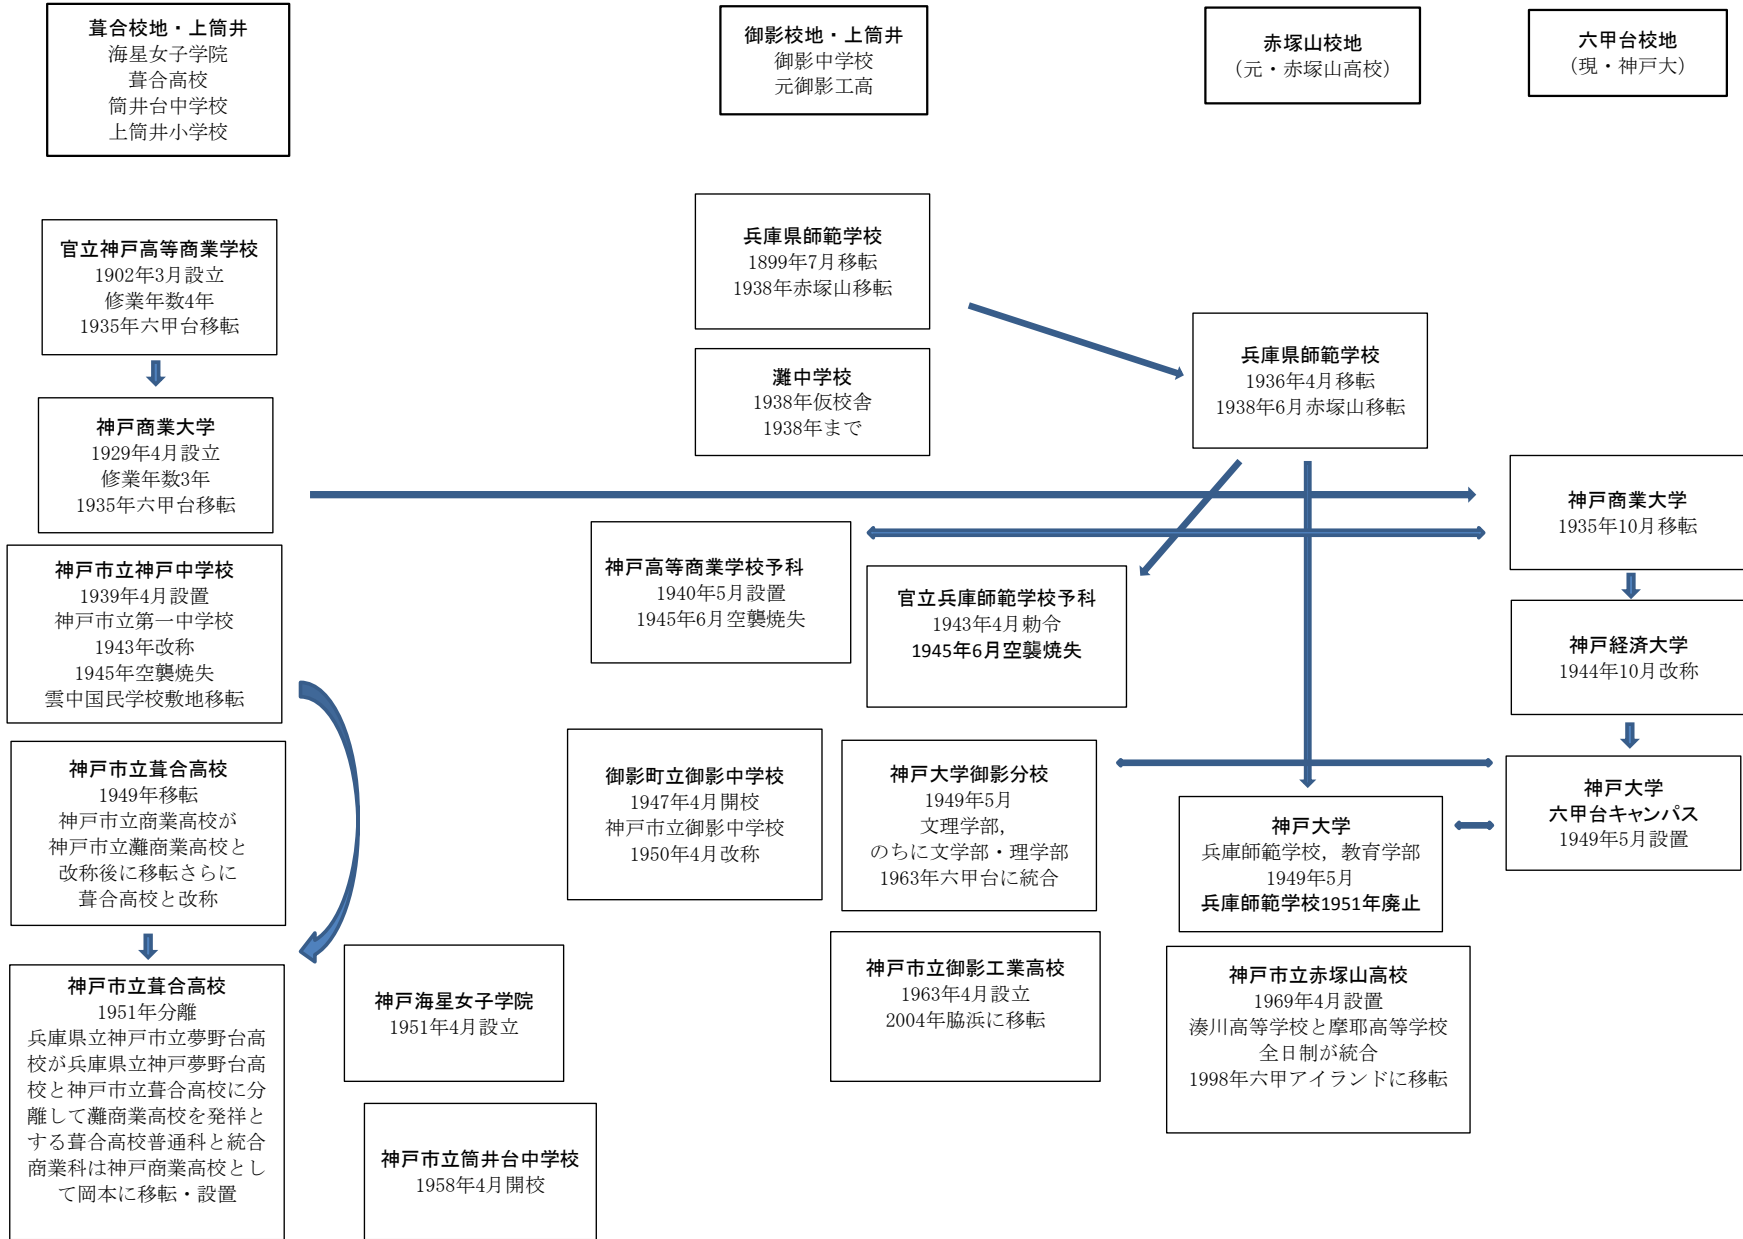 葺合校地・上筒井
海星女子学院
葺合高校
筒井台中学校
上筒井小学校
御影校地・上筒井
御影中学校
元御影工高
赤塚山校地
（元・赤塚山高校）
六甲台校地
（現・神戸大）
官立神戸高等商業学校
1902年3月設立
修業年数4年
1935年六甲台移転
神戸商業大学
1929年4月設立
修業年数3年
1935年六甲台移転
神戸市立神戸中学校
1939年4月設置
神戸市立第一中学校
1943年改称
1945年空襲焼失
雲中国民学校敷地移転
神戸市立葺合高校
1949年移転
神戸市立商業高校が
神戸市立灘商業高校と
改称後に移転さらに
葺合高校と改称
神戸市立葺合高校
1951年分離
兵庫県立神戸市立夢野台高
校が兵庫県立神戸夢野台高
校と神戸市立葺合高校に分
離して灘商業高校を発祥と
する葺合高校普通科と統合
商業科は神戸商業高校とし
て岡本に移転・設置
神戸海星女子学院
1951年4月設立
神戸市立筒井台中学校
1958年4月開校
兵庫県師範学校
1899年7月移転
1938年赤塚山移転
灘中学校
1938年仮校舎
1938年まで
神戸高等商業学校予科
1940年5月設置
1945年6月空襲焼失
官立兵庫師範学校予科
1943年4月勅令
1945年6月空襲焼失
御影町立御影中学校
1947年4月開校
神戸市立御影中学校
1950年4月改称
神戸大学御影分校
1949年5月
文理学部，
のちに文学部・理学部
1963年六甲台に統合
神戸市立御影工業高校
1963年4月設立
2004年脇浜に移転
兵庫県師範学校
1936年4月移転
1938年6月赤塚山移転
神戸大学
兵庫師範学校，教育学部
1949年5月
兵庫師範学校1951年廃止
神戸市立赤塚山高校
1969年4月設置
湊川高等学校と摩耶高等学校
全日制が統合
1998年六甲アイランドに移転
神戸商業大学
1935年10月移転
神戸経済大学
1944年10月改称
神戸大学
六甲台キャンパス
1949年5月設置